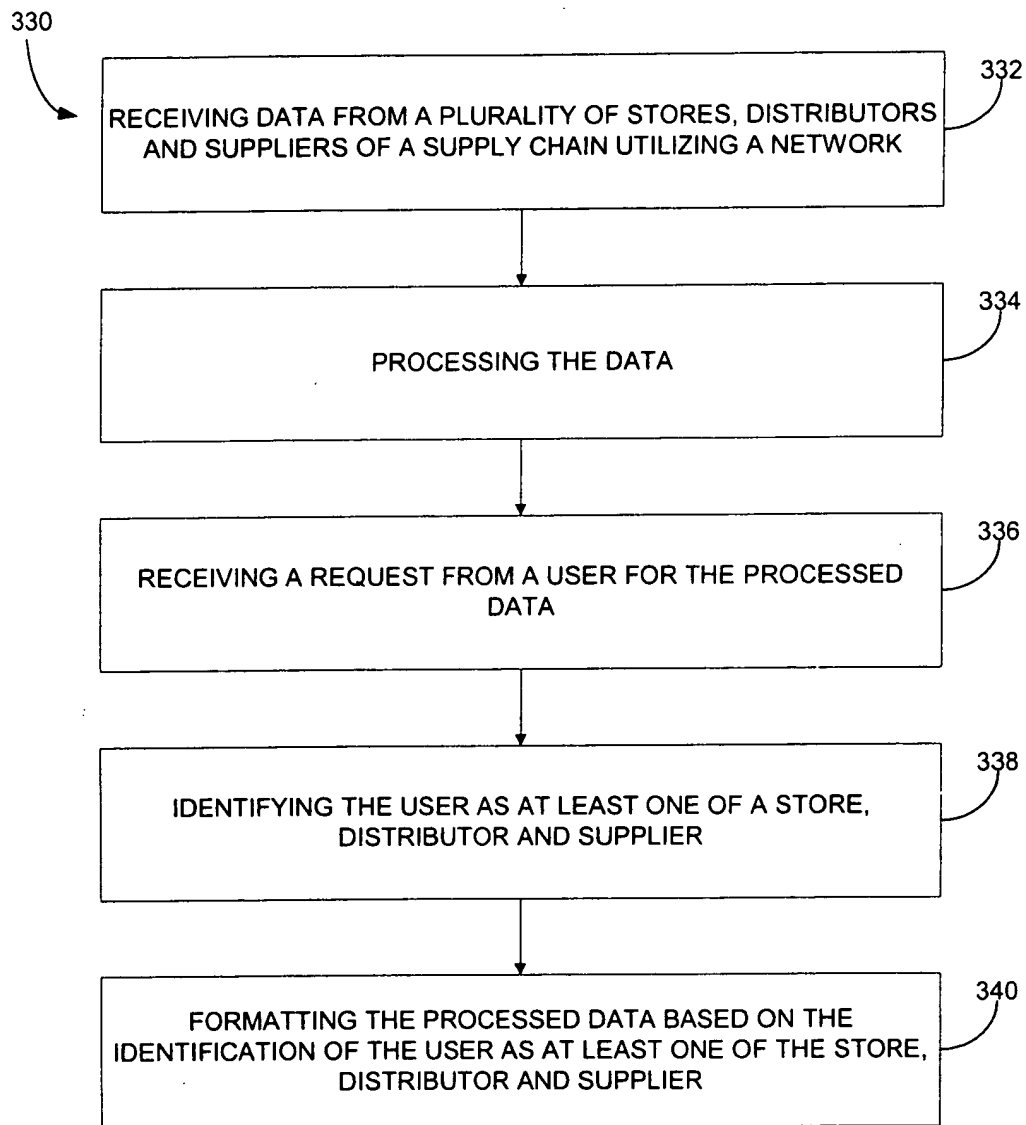 330
332
RECEIVING DATA FROM A PLURALITY OF STORES, DISTRIBUTORS
AND SUPPLIERS OF A SUPPLY CHAIN UTILIZING A NETWORK
334
PROCESSING THE DATA
336
RECEIVING A REQUEST FROM A USER FOR THE PROCESSED
DATA
338
IDENTIFYING THE USER AS AT LEAST ONE OF A STORE,
DISTRIBUTOR AND SUPPLIER
340
FORMATTING THE PROCESSED DATA BASED ON THE
IDENTIFICATION OF THE USER AS AT LEAST ONE OF THE STORE,
DISTRIBUTOR AND SUPPLIER